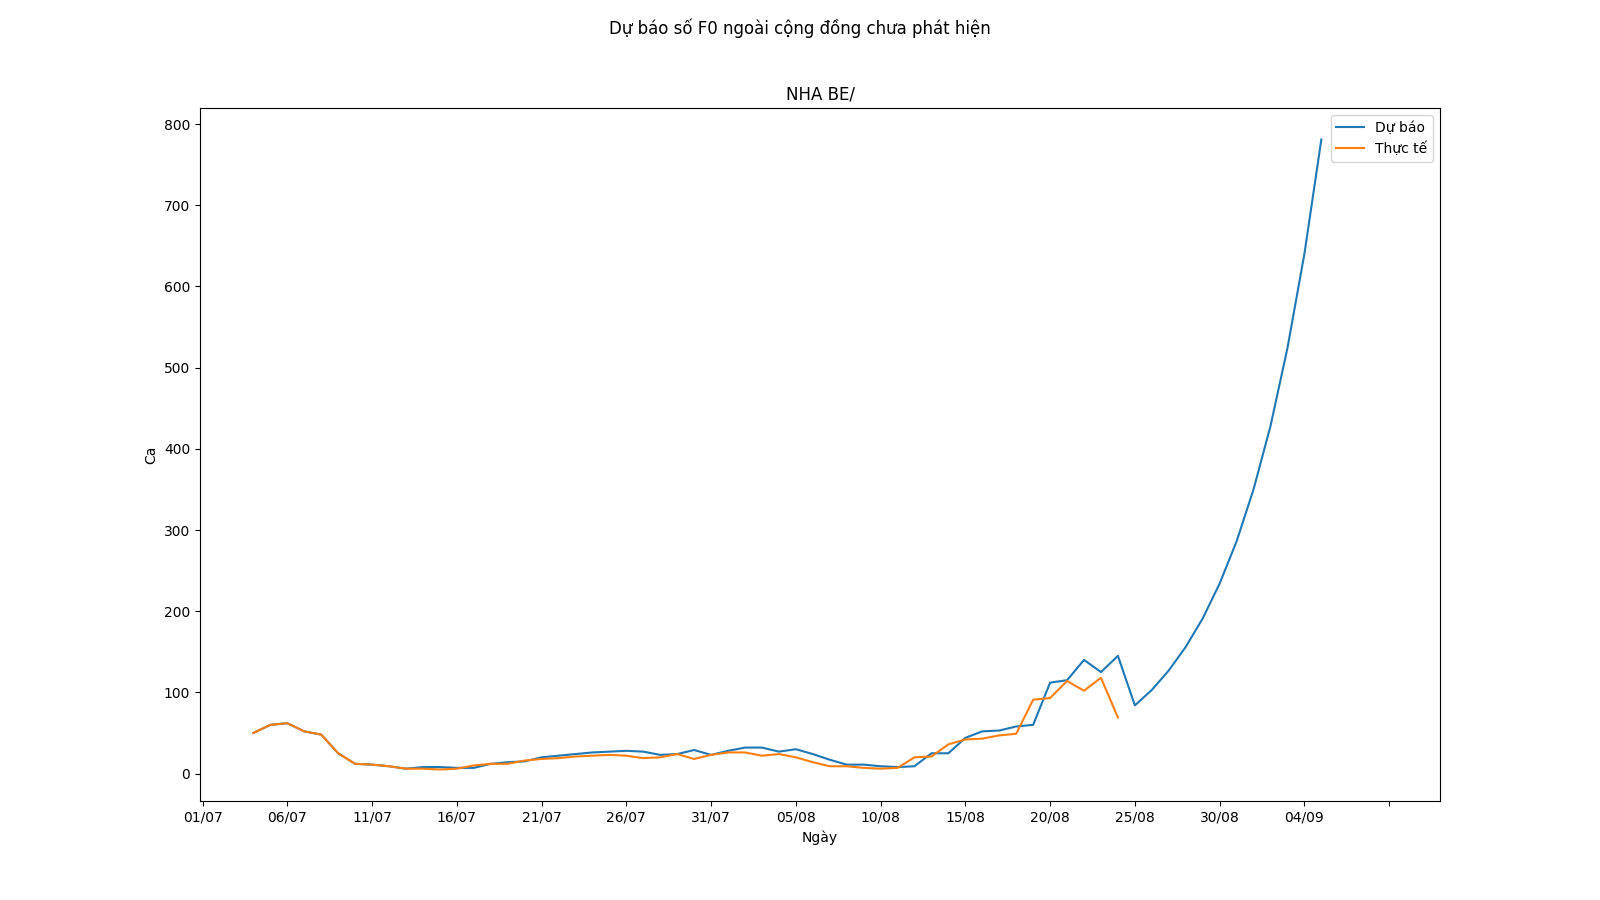 Dự báo số F0 ngoài cộng đồng chưa phát hiện
NHA BE/
Dự báo
Thực tế
800
700
600
500
400
300
200
100
0
Ca
01/07 06/07 11/07 16/07 21/07 26/07 31/07 05/08 10/08 15/08 20/08 25/08 30/08 04/09
Ngày